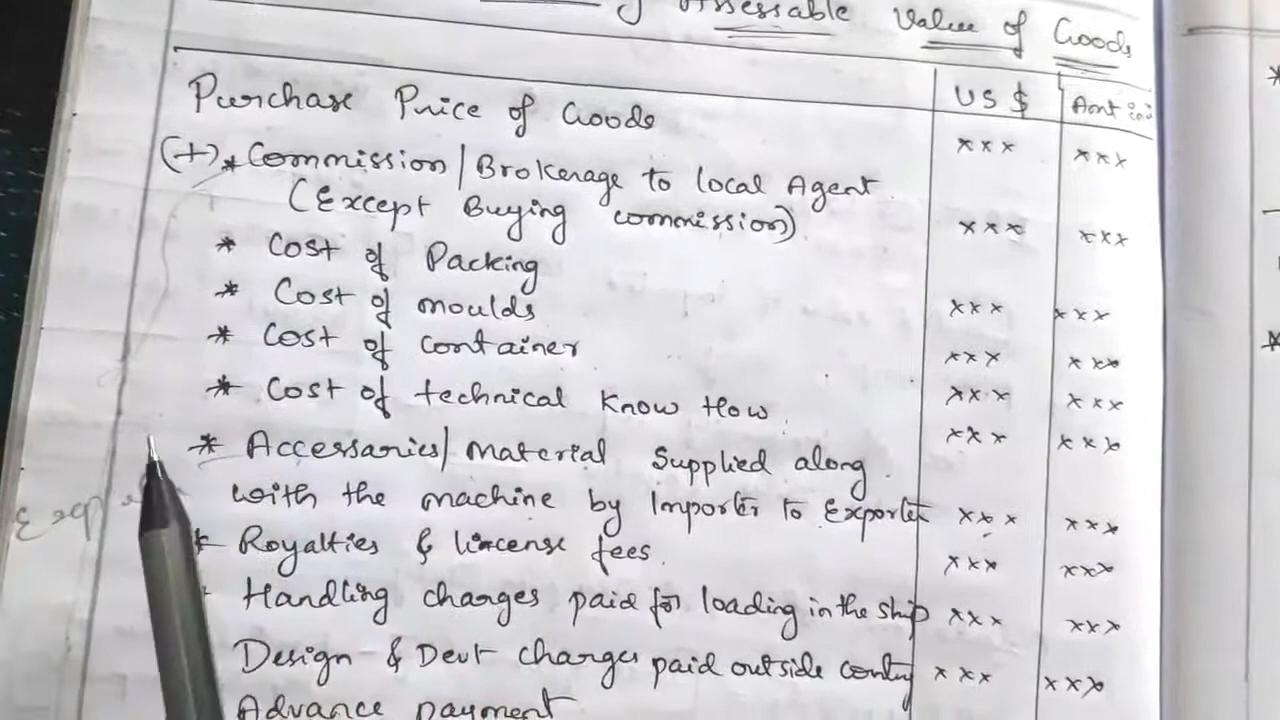 Assessable Value of Goods
US $
Purchase Price of Goods
xxx xxx
(+) * Commission/Brokerage to local Agent
(Except Buying commission) xxx xxx
* Cost of Packing
xxx xxx
* Cost of moulds
xxx xxx
* Cost of container
xxx xxx
* Cost of technical Know How
xxx xxx
* Accessaries/Material Supplied along
with the machine by Importer to Exporter xxx xxx
* Royalties & lincense fees. xxx xxx
Handling charges paid for loading in the ship xxx xxx
Design & Devt charges paid outside xxx xxx
Advance payment